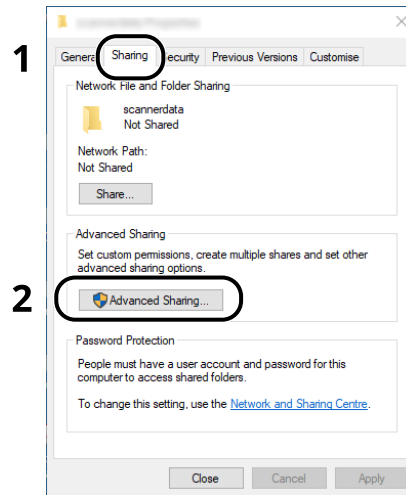 1
General Sharing Security Previous Versions Customise
Network File and Folder Sharing
scannerdata
Not Shared
Network Path:
Not Shared
Share...
Advanced Sharing
Set custom permissions, create multiple shares and set other
advanced sharing options.
2
Advanced Sharing...
Password Protection
People must have a user account and password for this
computer to access shared folders.
To change this setting, use the Network and Sharing Centre.
Close Cancel Apply